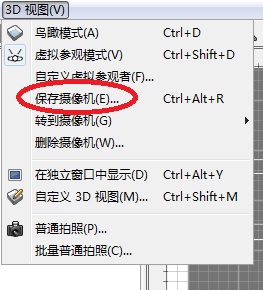 3D 视图(V)
鸟瞰模式(A) Ctrl+D
虚拟参观模式(V) Ctrl+Shift+D
自定义虚拟参观者(F)...
保存摄像机(E)... Ctrl+Alt+R
转到摄像机(G)
删除摄像机(W)...
在独立窗口中显示(D) Ctrl+Alt+Y
自定义 3D 视图(M)... Ctrl+Shift+M
普通拍照(P)...
批量普通拍照(C)...